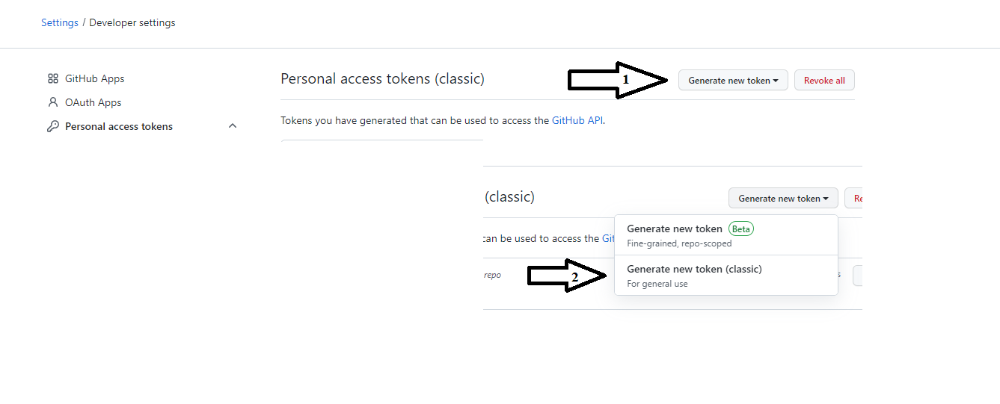 Settings / Developer settings
GitHub Apps
OAuth Apps
Personal access tokens
Personal access tokens (classic)
1
Generate new token
Revoke all
Tokens you have generated that can be used to access the GitHub API.
(classic)
Generate new token
Re
can be used to access the Git
Generate new token Beta
Fine-grained, repo-scoped
repo
2
Generate new token (classic)
For general use
s